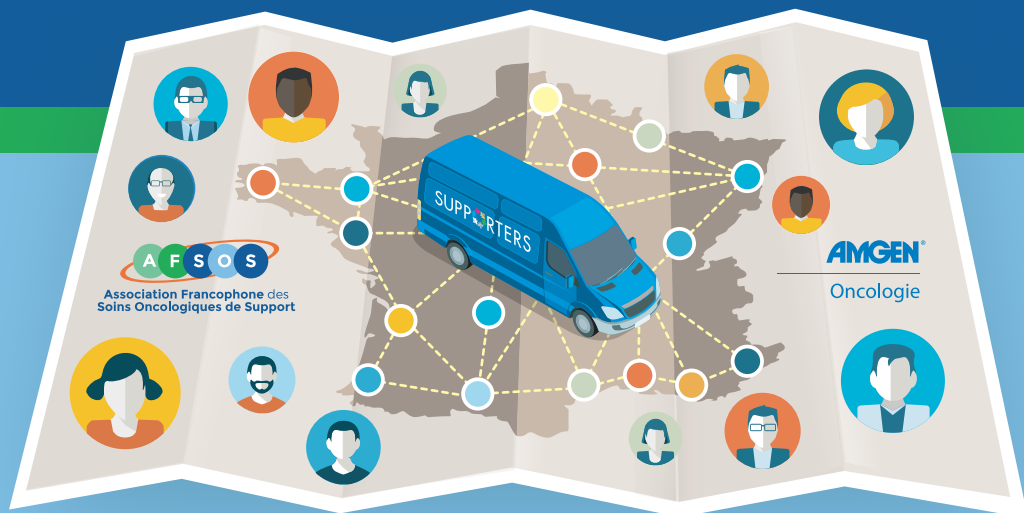 SUPPORTERS
AFSOS
Association Francophone des
Soins Oncologiques de Support
AMGEN®
Oncologie